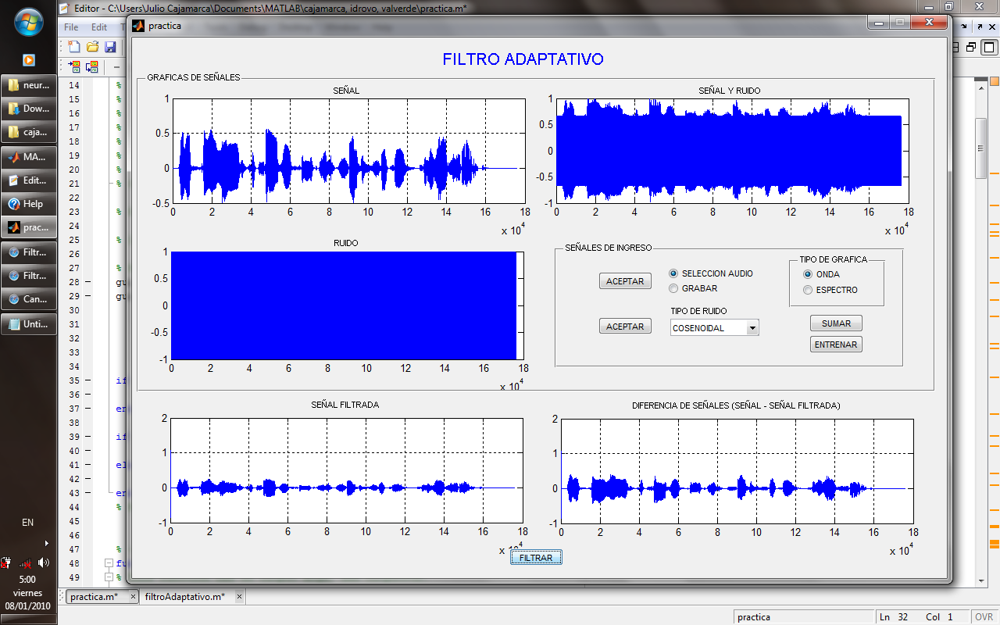 Editor - C:\Users\Julio Cajamarca\Documents\MATLAB\cajamarca, idrovo, valverde\practica.m*
File Edit
practica
FILTRO ADAPTATIVO
GRAFICAS DE SEÑALES
SEÑAL
1
0.5
0
-0.5
0 2 4 6 8 10 12 14 16 18
x 10^4
SEÑAL Y RUIDO
1
0.5
0
-0.5
-1
0 2 4 6 8 10 12 14 16 18
x 10^4
RUIDO
1
0.5
0
-0.5
-1
0 2 4 6 8 10 12 14 16 18
x 10^4
SEÑALES DE INGRESO
ACEPTAR
SELECCION AUDIO
GRABAR
TIPO DE RUIDO
ACEPTAR
COSENOIDAL
TIPO DE GRAFICA
ONDA
ESPECTRO
SUMAR
ENTRENAR
SEÑAL FILTRADA
2
1
0
-1
0 2 4 6 8 10 12 14 16 18
x 10^4
DIFERENCIA DE SEÑALES (SEÑAL - SEÑAL FILTRADA)
2
1
0
-1
0 2 4 6 8 10 12 14 16 18
x 10^4
FILTRAR
neur...
Dow...
caja...
MA...
Edit...
Help
prac...
Filtr...
Filtr...
Can...
Unti...
EN
5:00
viernes
08/01/2010
14 %
15 %
16 %
17 %
18 %
19 %
20 %
21 %
22
23 %
24
25 %
26
27 %
28 gu
29 gu
30
31
32
33
34
35 if
36
37 en
38
39 if
40
41 el
42
43 en
44 %
45
46
47 %
48 fu
49 %
practica.m* × filtroAdaptativo.m* ×
practica Ln 32 Col 1 OVR